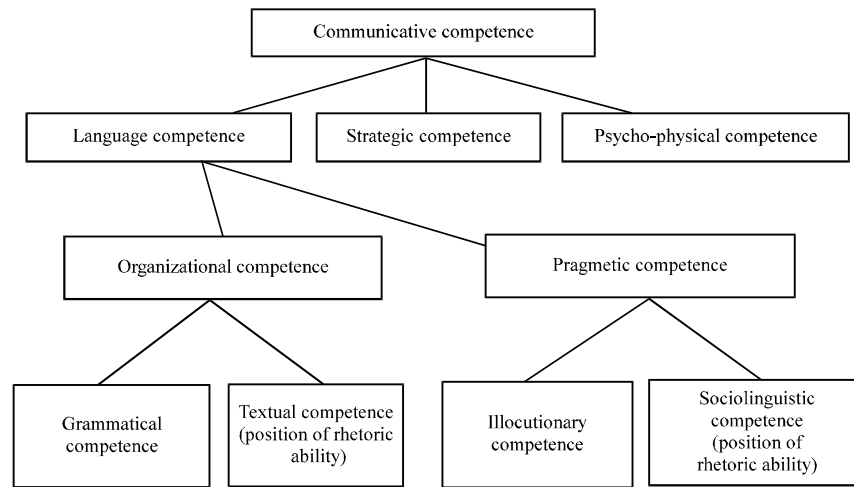 Communicative competence
Language competence
Strategic competence
Psycho-physical competence
Organizational competence
Pragmetic competence
Grammatical
competence
Textual competence
(position of rhetoric
ability)
Illocutionary
competence
Sociolinguistic
competence
(position of
rhetoric ability)